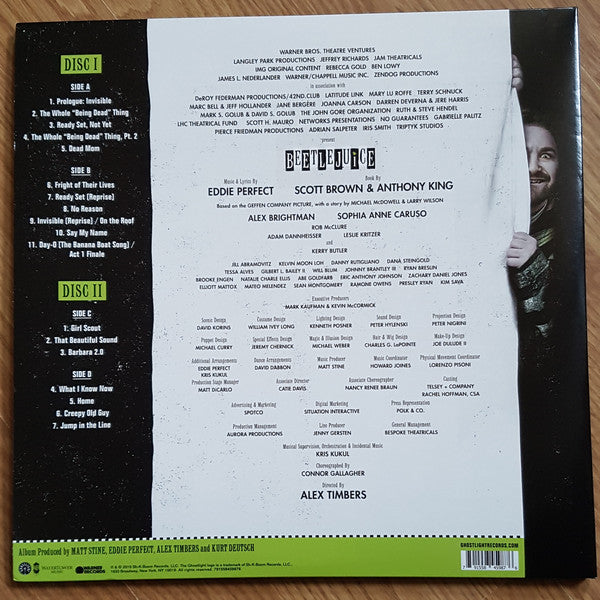 DISC I
SIDE A
1. Prologue: Invisible
2. The Whole "Being Dead" Thing
3. Ready Set, Not Yet
4. The Whole "Being Dead" Thing, Pt. 2
5. Dead Mom
SIDE B
6. Fright of Their Lives
7. Ready Set (Reprise)
8. No Reason
9. Invisible (Reprise) / On the Roof
10. Say My Name
11. Day-O (The Banana Boat Song) /
Act 1 Finale
DISC II
SIDE C
1. Girl Scout
2. That Beautiful Sound
3. Barbara 2.0
SIDE D
4. What I Know Now
5. Home
6. Creepy Old Guy
7. Jump in the Line
WARNER BROS. THEATRE VENTURES
LANGLEY PARK PRODUCTIONS JEFFREY RICHARDS JAM THEATRICALS
IMG ORIGINAL CONTENT REBECCA GOLD BEN LOWY
JAMES L. NEDERLANDER WARNER/CHAPPELL MUSIC INC. ZENDOG PRODUCTIONS
in association with
DeROY FEDERMAN PRODUCTIONS/42ND.CLUB LATITUDE LINK MARY LU ROFFE TERRY SCHNUCK
MARC BELL & JEFF HOLLANDER JANE BERGÈRE JOANNA CARSON DARREN DEVERNA & JERE HARRIS
MARK S. GOLUB & DAVID S. GOLUB THE JOHN GORE ORGANIZATION RUTH & STEVE HENDEL
LHC THEATRICAL FUND SCOTT H. MAURO NETWORKS PRESENTATIONS NO GUARANTEES GABRIELLE PALITZ
PIERCE FRIEDMAN PRODUCTIONS ADRIAN SALPETER IRIS SMITH TRIPTYK STUDIOS
present
BEETLEJUICE
Music & Lyrics By
EDDIE PERFECT
Book By
SCOTT BROWN & ANTHONY KING
Based on the GEFFEN COMPANY PICTURE, with a story by MICHAEL McDOWELL & LARRY WILSON
ALEX BRIGHTMAN SOPHIA ANNE CARUSO
ROB McCLURE
ADAM DANNHEISSER LESLIE KRITZER
and
KERRY BUTLER
JILL ABRAMOVITZ KELVIN MOON LOH DANNY RUTIGLIANO DANA STEINGOLD
TESSA ALVES GILBERT L. BAILEY II WILL BLUM JOHNNY BRANTLEY III RYAN BRESLIN
BROOKE ENGEN NATALIE CHARLE ELLIS ABE GOLDFARB ERIC ANTHONY JOHNSON ZACHARY DANIEL JONES
ELLIOTT MATTOX MATEO MELENDEZ SEAN MONTGOMERY RAMONE OWENS PRESLEY RYAN KIM SAVA
Executive Producers
MARK KAUFMAN & KEVIN McCORMICK
Scenic Design Costume Design Lighting Design Sound Design Projection Design
DAVID KORINS WILLIAM IVEY LONG KENNETH POSNER PETER HYLENSKI PETER NIGRINI
Puppet Design Special Effects Design Magic & Illusion Design Hair & Wig Design Make-Up Design
MICHAEL CURRY JEREMY CHERNICK MICHAEL WEBER CHARLES G. LaPOINTE JOE DULUDE II
Additional Arrangements Dance Arrangements Music Producer Music Coordinator Physical Movement Coordinator
EDDIE PERFECT DAVID DABBON MATT STINE HOWARD JOINES LORENZO PISONI
KRIS KUKUL
Production Stage Manager Associate Director Associate Choreographer Casting
MATT DiCARLO CATIE DAVIS NANCY RENEE BRAUN TELSEY + COMPANY
RACHEL HOFFMAN, CSA
Advertising & Marketing Digital Marketing Press Representation
SPOTCO SITUATION INTERACTIVE POLK & CO.
Production Management Live Producer General Management
AURORA PRODUCTIONS JENNY GERSTEN BESPOKE THEATRICALS
Musical Supervision, Orchestration & Incidental Music
KRIS KUKUL
Choreographed By
CONNOR GALLAGHER
Directed By
ALEX TIMBERS
Album Produced by MATT STINE, EDDIE PERFECT, ALEX TIMBERS and KURT DEUTSCH
GHOSTLIGHTRECORDS.COM
WATERTOWER
MUSIC
WARNER
RECORDS